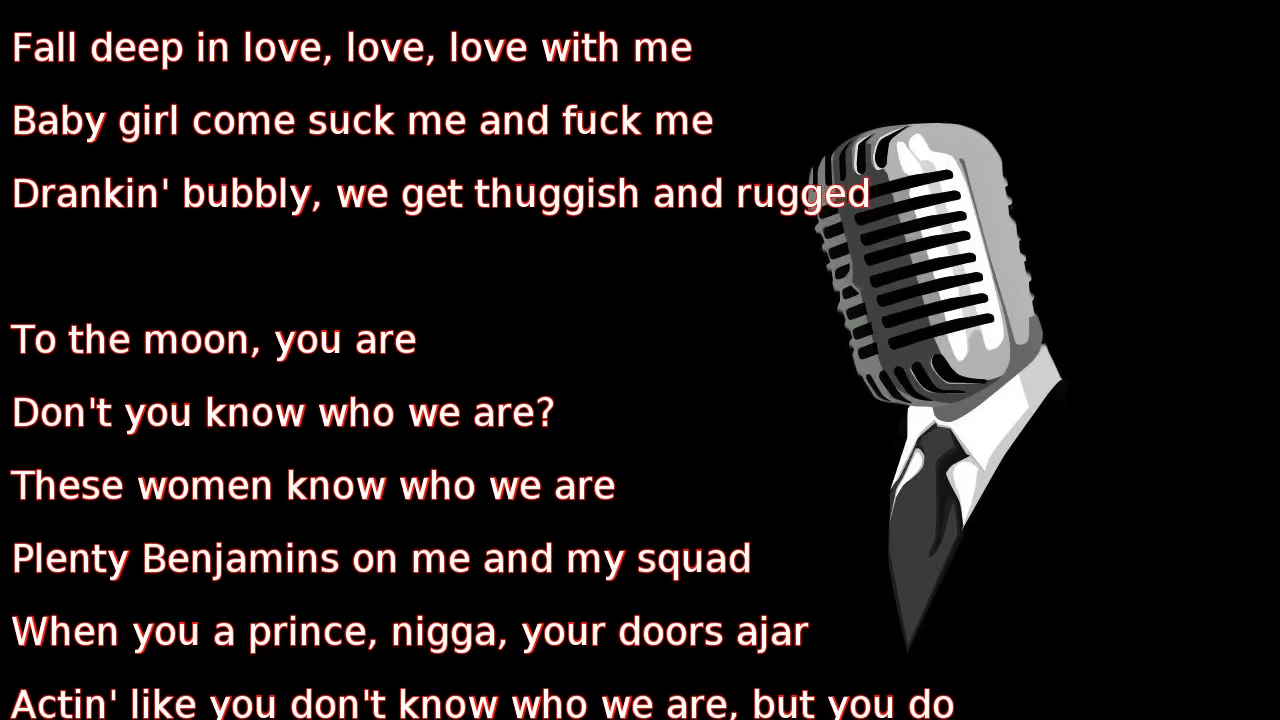 Fall deep in love, love, love with me
Baby girl come suck me and fuck me
Drankin' bubbly, we get thuggish and rugged
To the moon, you are
Don't you know who we are?
These women know who we are
Plenty Benjamins on me and my squad
When you a prince, nigga, your doors ajar
Actin' like you don't know who we are, but you do